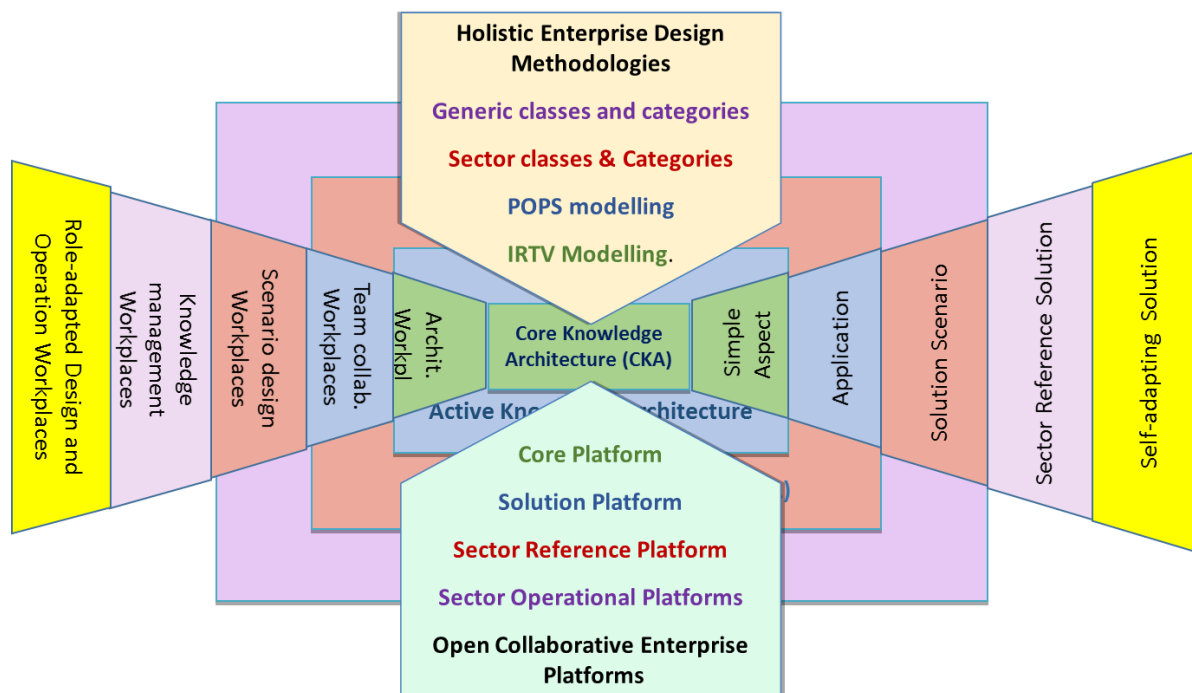 Holistic Enterprise Design
Methodologies
Generic classes and categories
Sector classes & Categories
POPS modelling
IRTV Modelling.
Role-adapted Design and
Operation Workplaces
Knowledge
management
Workplaces
Scenario design
Workplaces
Team collab.
Workplaces
Archit.
Workpl
Core Knowledge
Architecture (CKA)
Simple
Aspect
Application
Solution Scenario
Sector Reference Solution
Self-adapting Solution
Active Kno rchitecture
Core Platform
Solution Platform
)
Sector Reference Platform
Sector Operational Platforms
Open Collaborative Enterprise
Platforms